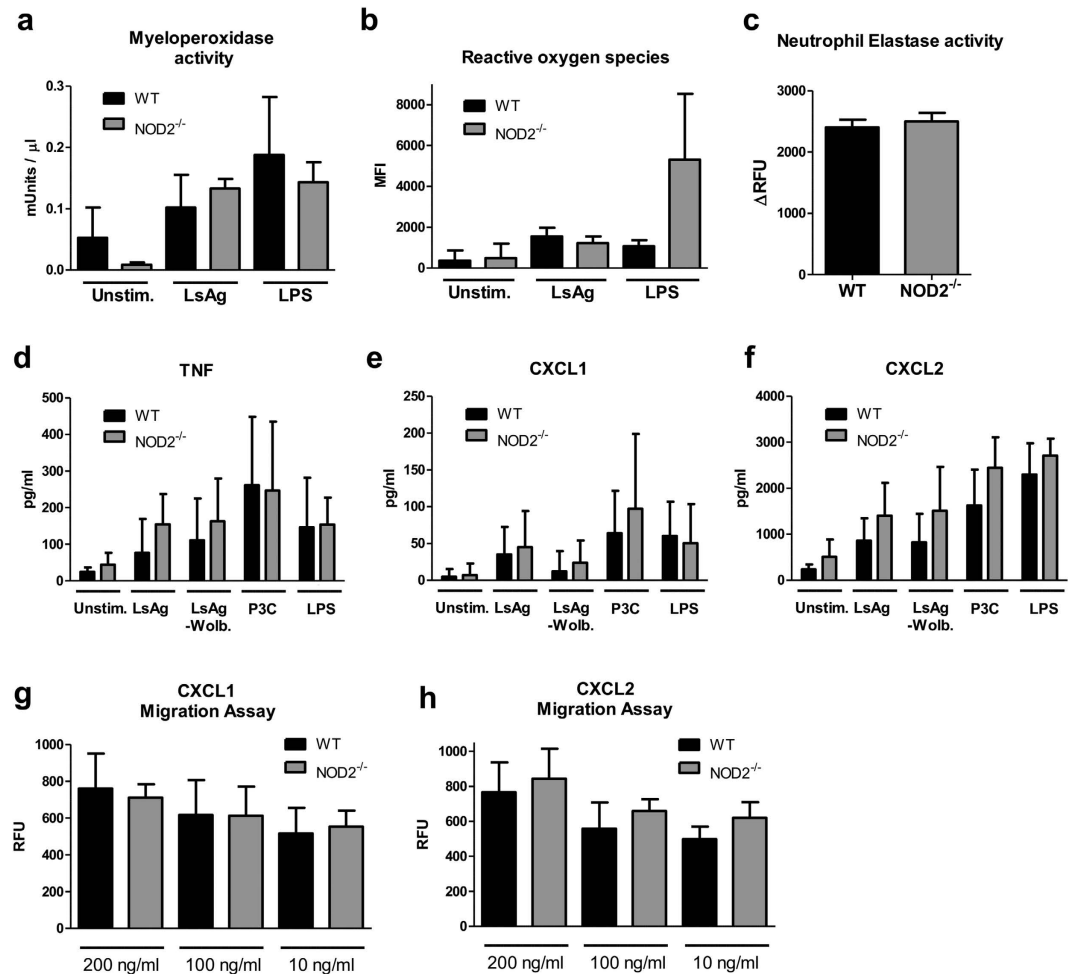 a
Myeloperoxidase
activity
mUnits / µl
0.3
0.2
0.1
0.0
WT
NOD2-/-
Unstim. LsAg LPS
b
Reactive oxygen species
MFI
8000
6000
4000
2000
0
WT
NOD2-/-
Unstim. LsAg LPS
c
Neutrophil Elastase activity
ΔRFU
3000
2000
1000
0
WT NOD2-/-
d
TNF
pg/ml
500
400
300
200
100
0
WT
NOD2-/-
Unstim. LsAg LsAg P3C LPS
-Wolb.
e
CXCL1
pg/ml
250
200
150
100
50
0
WT
NOD2-/-
Unstim. LsAg LsAg P3C LPS
-Wolb.
f
CXCL2
pg/ml
4000
3000
2000
1000
0
WT
NOD2-/-
Unstim. LsAg LsAg P3C LPS
-Wolb.
g
CXCL1
Migration Assay
RFU
1000
800
600
400
200
0
WT
NOD2-/-
200 ng/ml 100 ng/ml 10 ng/ml
h
CXCL2
Migration Assay
RFU
1000
800
600
400
200
0
WT
NOD2-/-
200 ng/ml 100 ng/ml 10 ng/ml